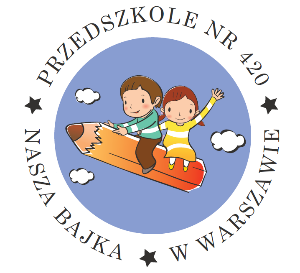 PRZEDSZKOLE NR 420
NASZA BAJKA ★ W WARSZAWIE